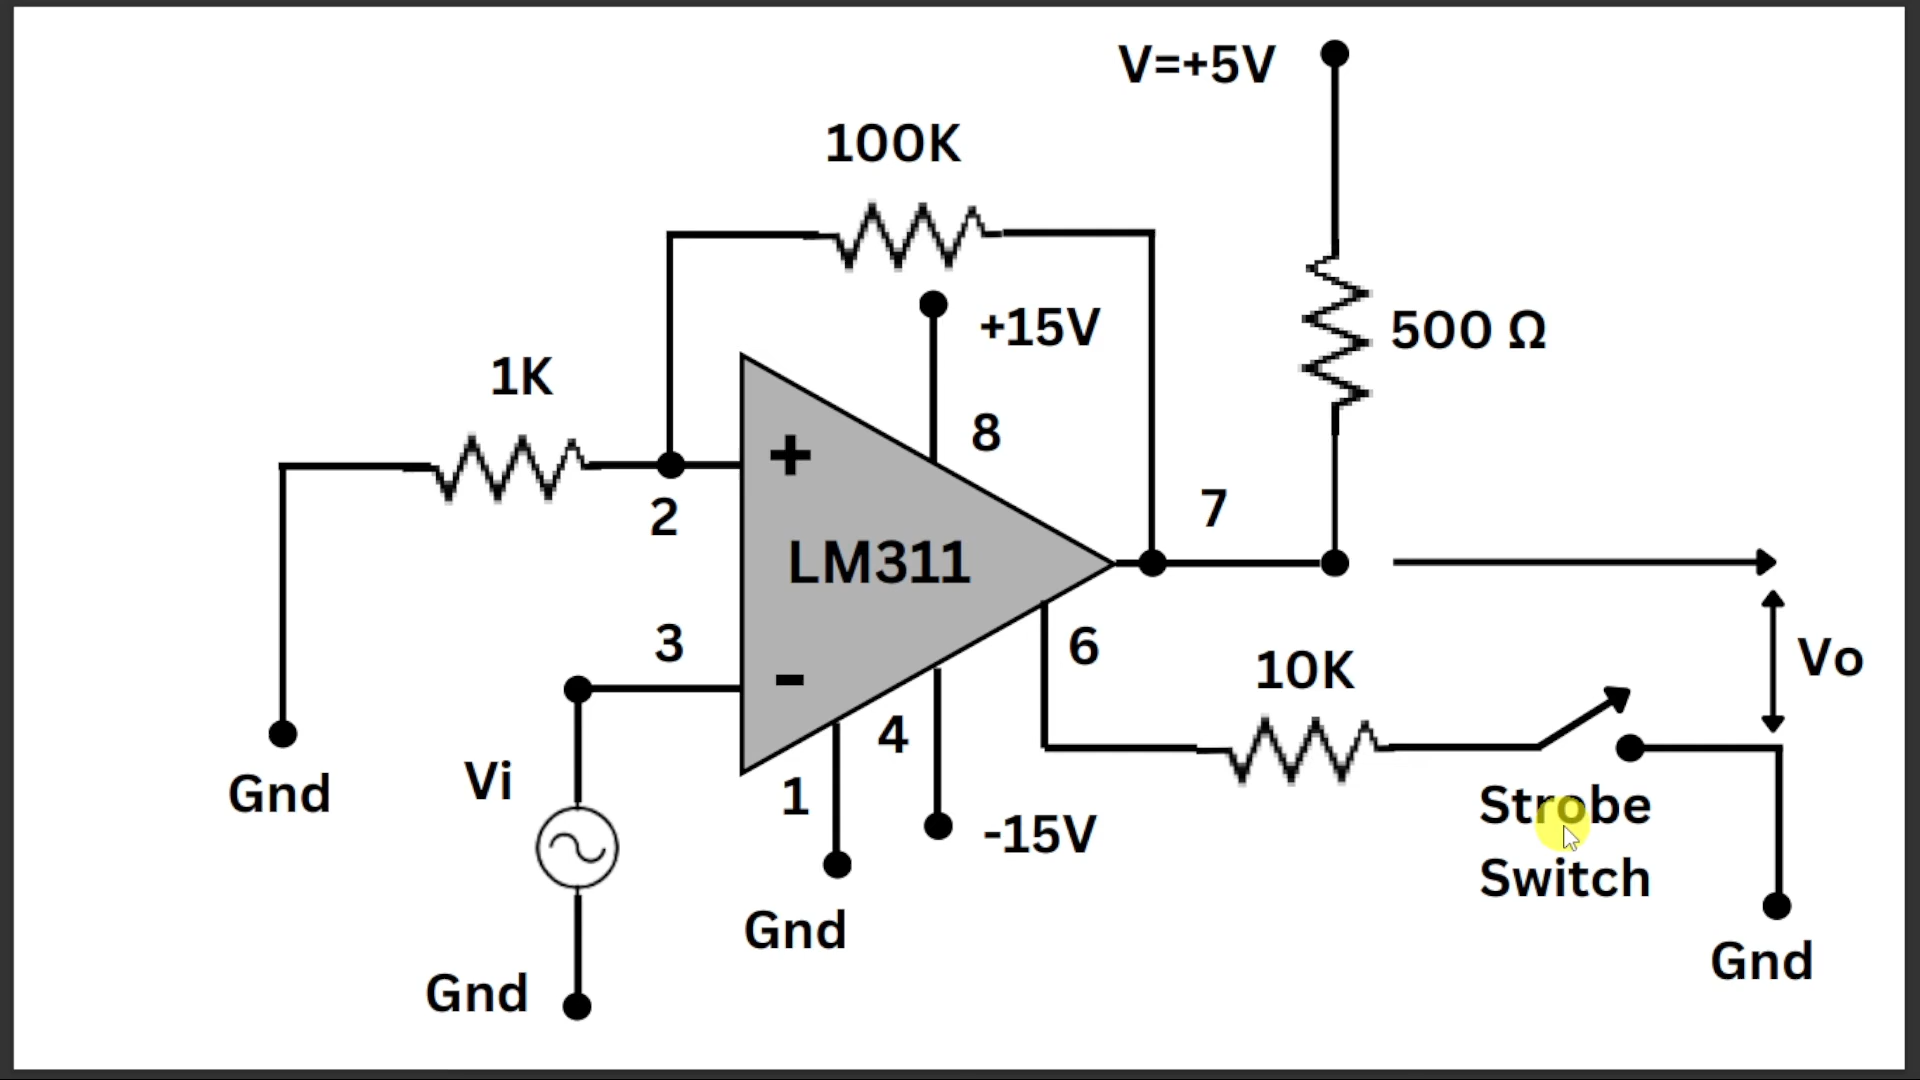 V=+5V
100K
+15V
500 Ω
1K
8
+
7
2
LM311
3
-
6
10K
Vo
4
Vi
1
Gnd
-15V
Strobe
Switch
Gnd
Gnd
Gnd